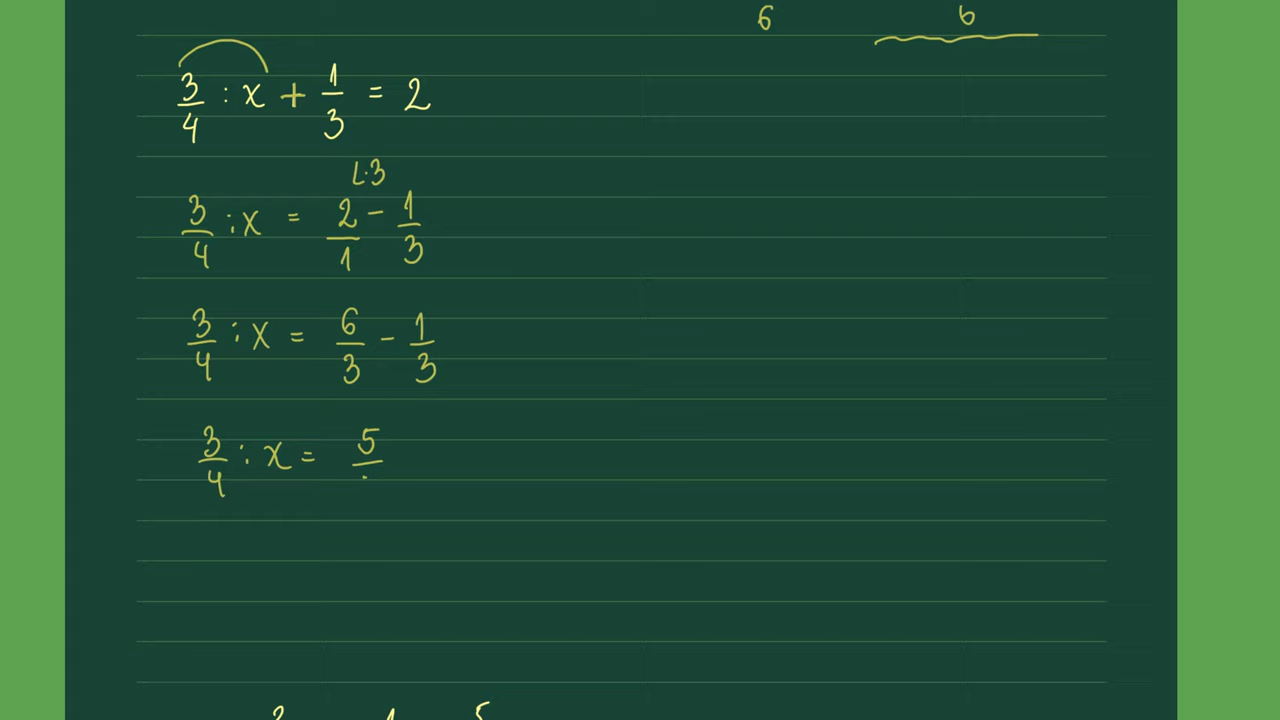 6 6
3/4 : x + 1/3 = 2
L·3
3/4 : x = 2/1 - 1/3
3/4 : x = 6/3 - 1/3
3/4 : x = 5/